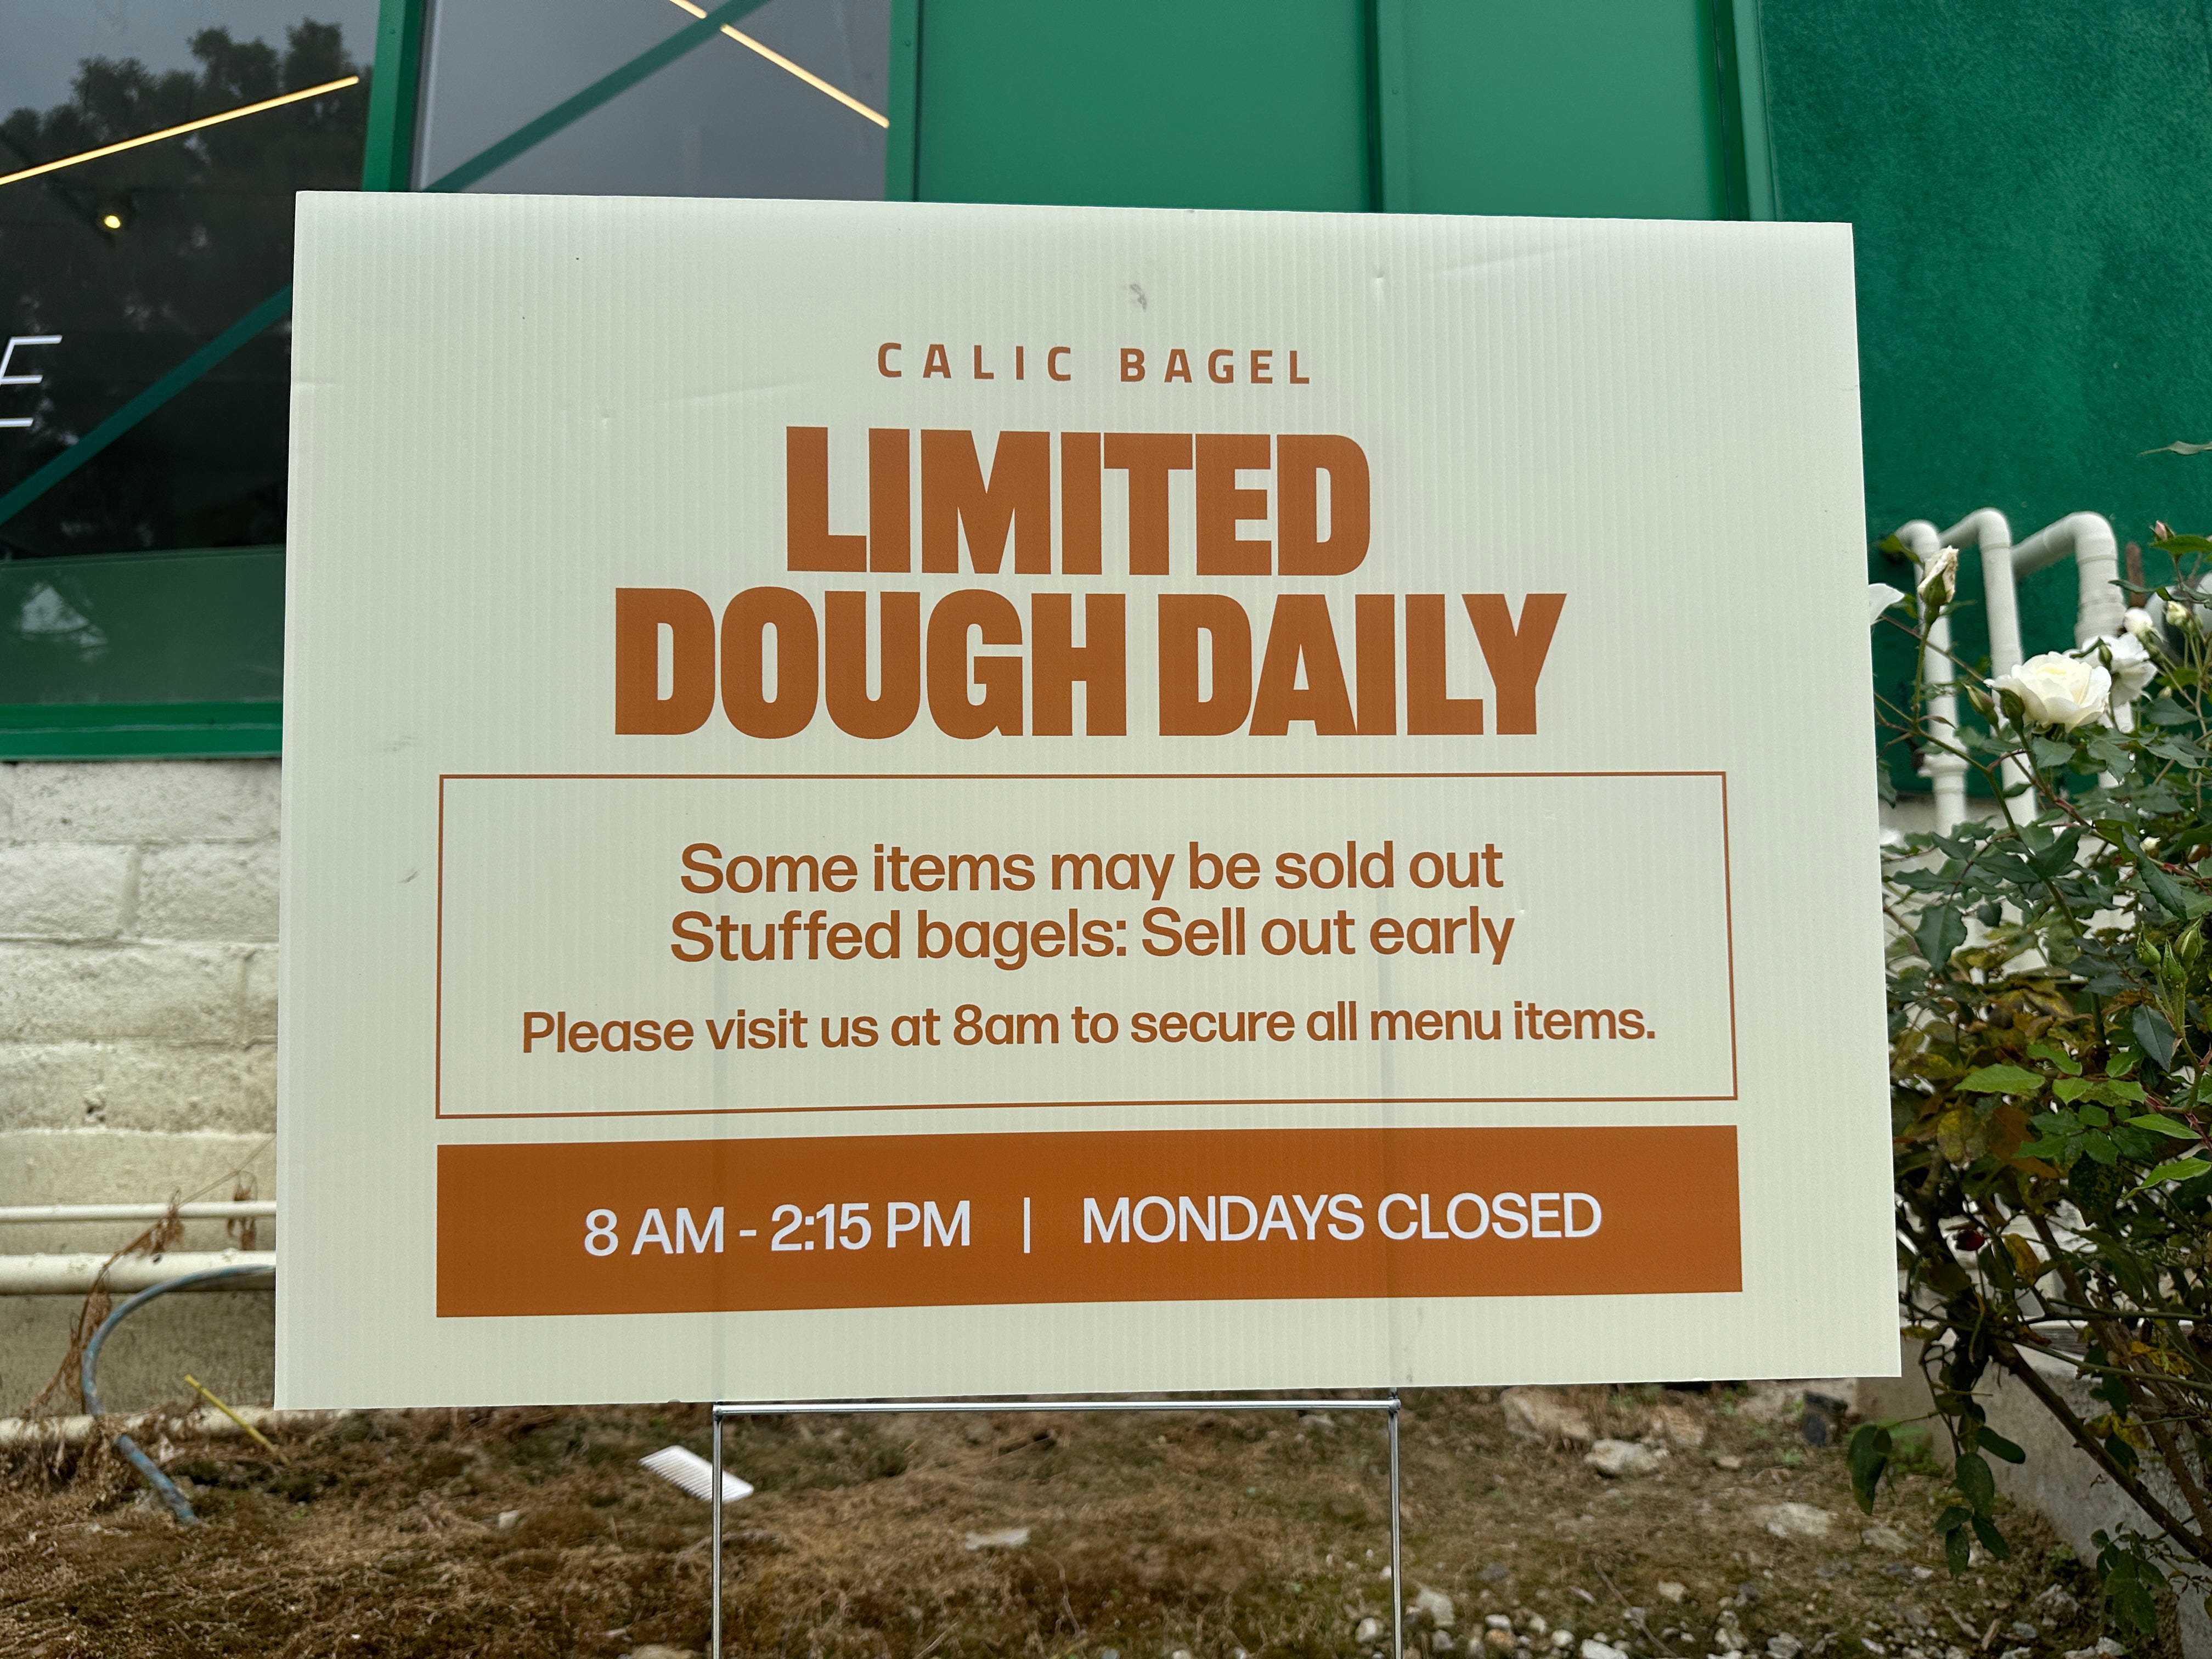 CALIC BAGEL
LIMITED
DOUGH DAILY
Some items may be sold out
Stuffed bagels: Sell out early
Please visit us at 8am to secure all menu items.
8 AM - 2:15 PM | MONDAYS CLOSED
E